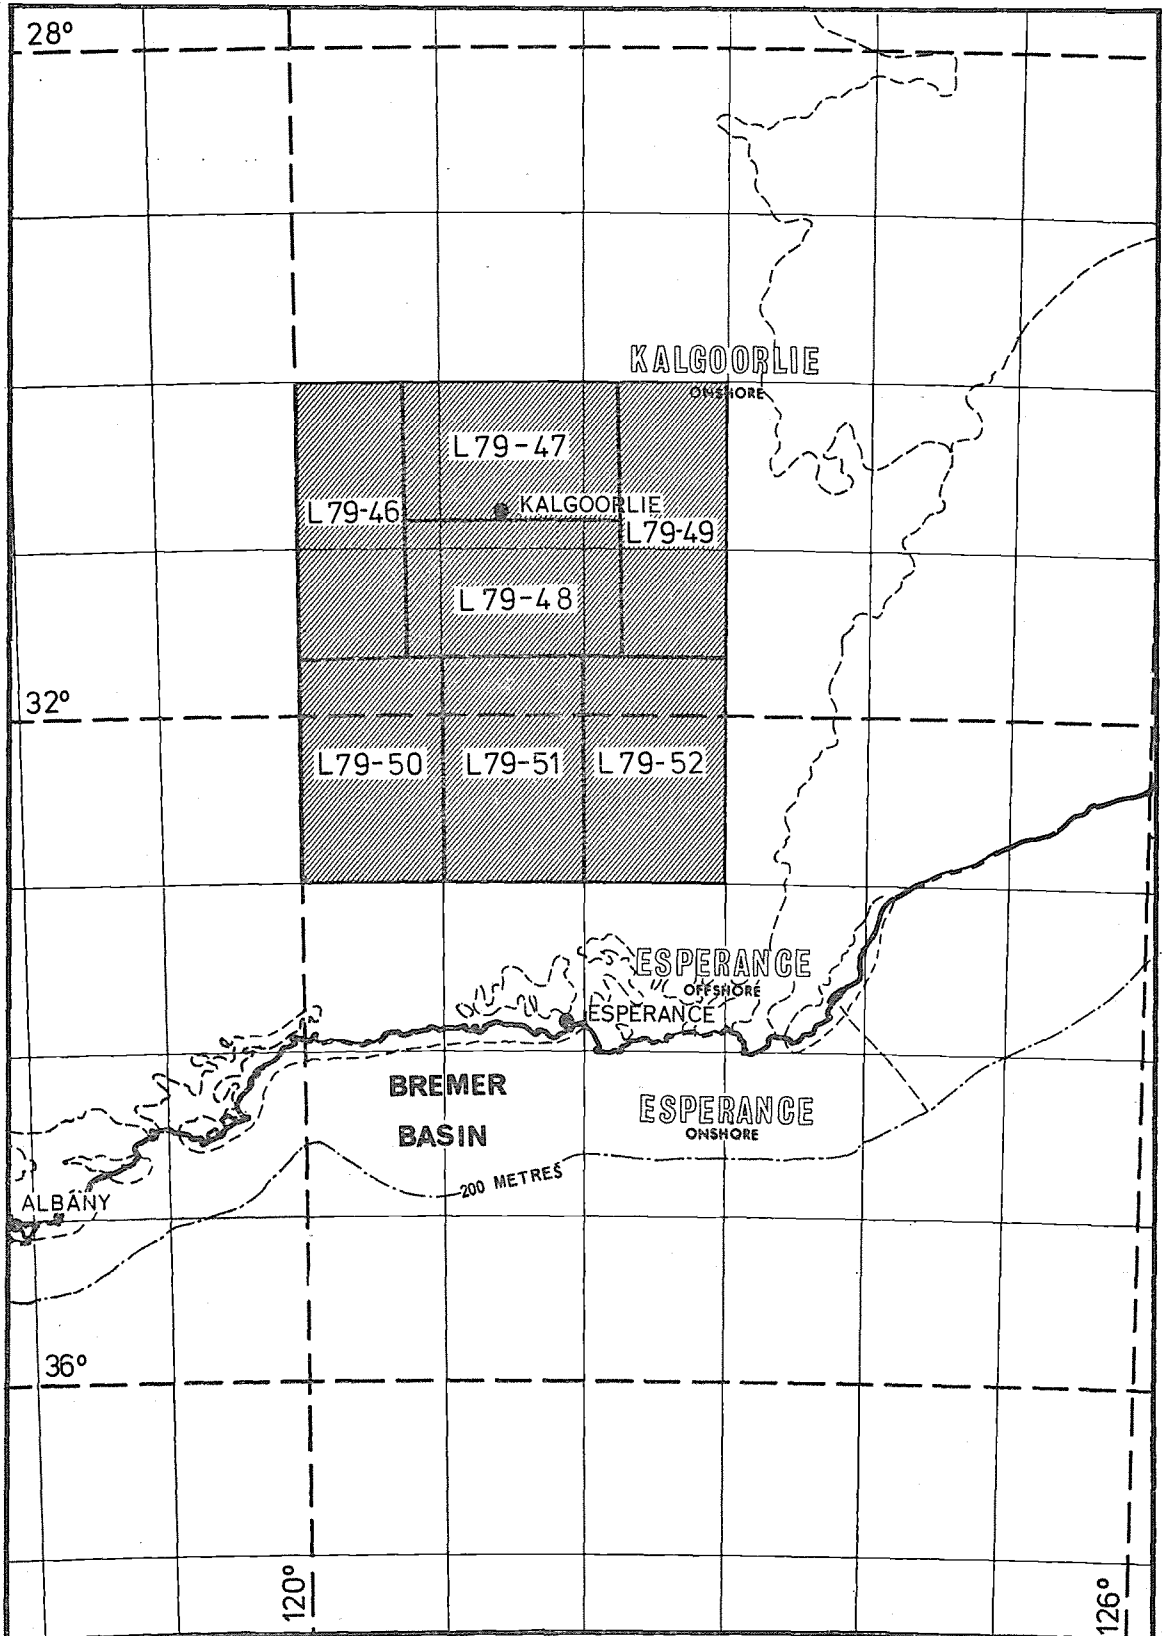 28°
KALGOORLIE
ONSHORE
L79-47
KALGOORLIE
L79-46
L79-49
L79-48
32°
L79-50
L79-51
L79-52
ESPERANCE
OFFSHORE
ESPERANCE
BREMER
BASIN
ESPERANCE
ONSHORE
200 METRES
ALBANY
36°
120°
126°